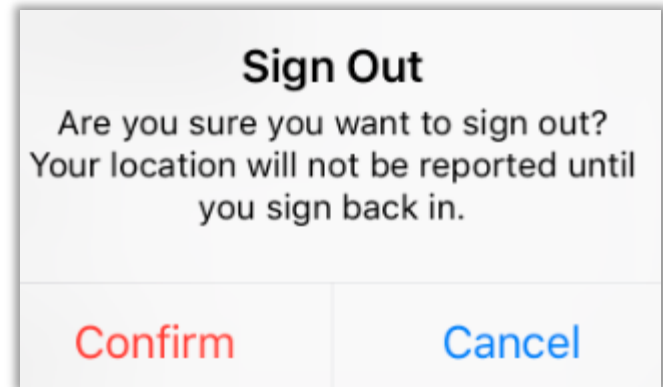 Sign Out
Are you sure you want to sign out?
Your location will not be reported until
you sign back in.
Confirm
Cancel